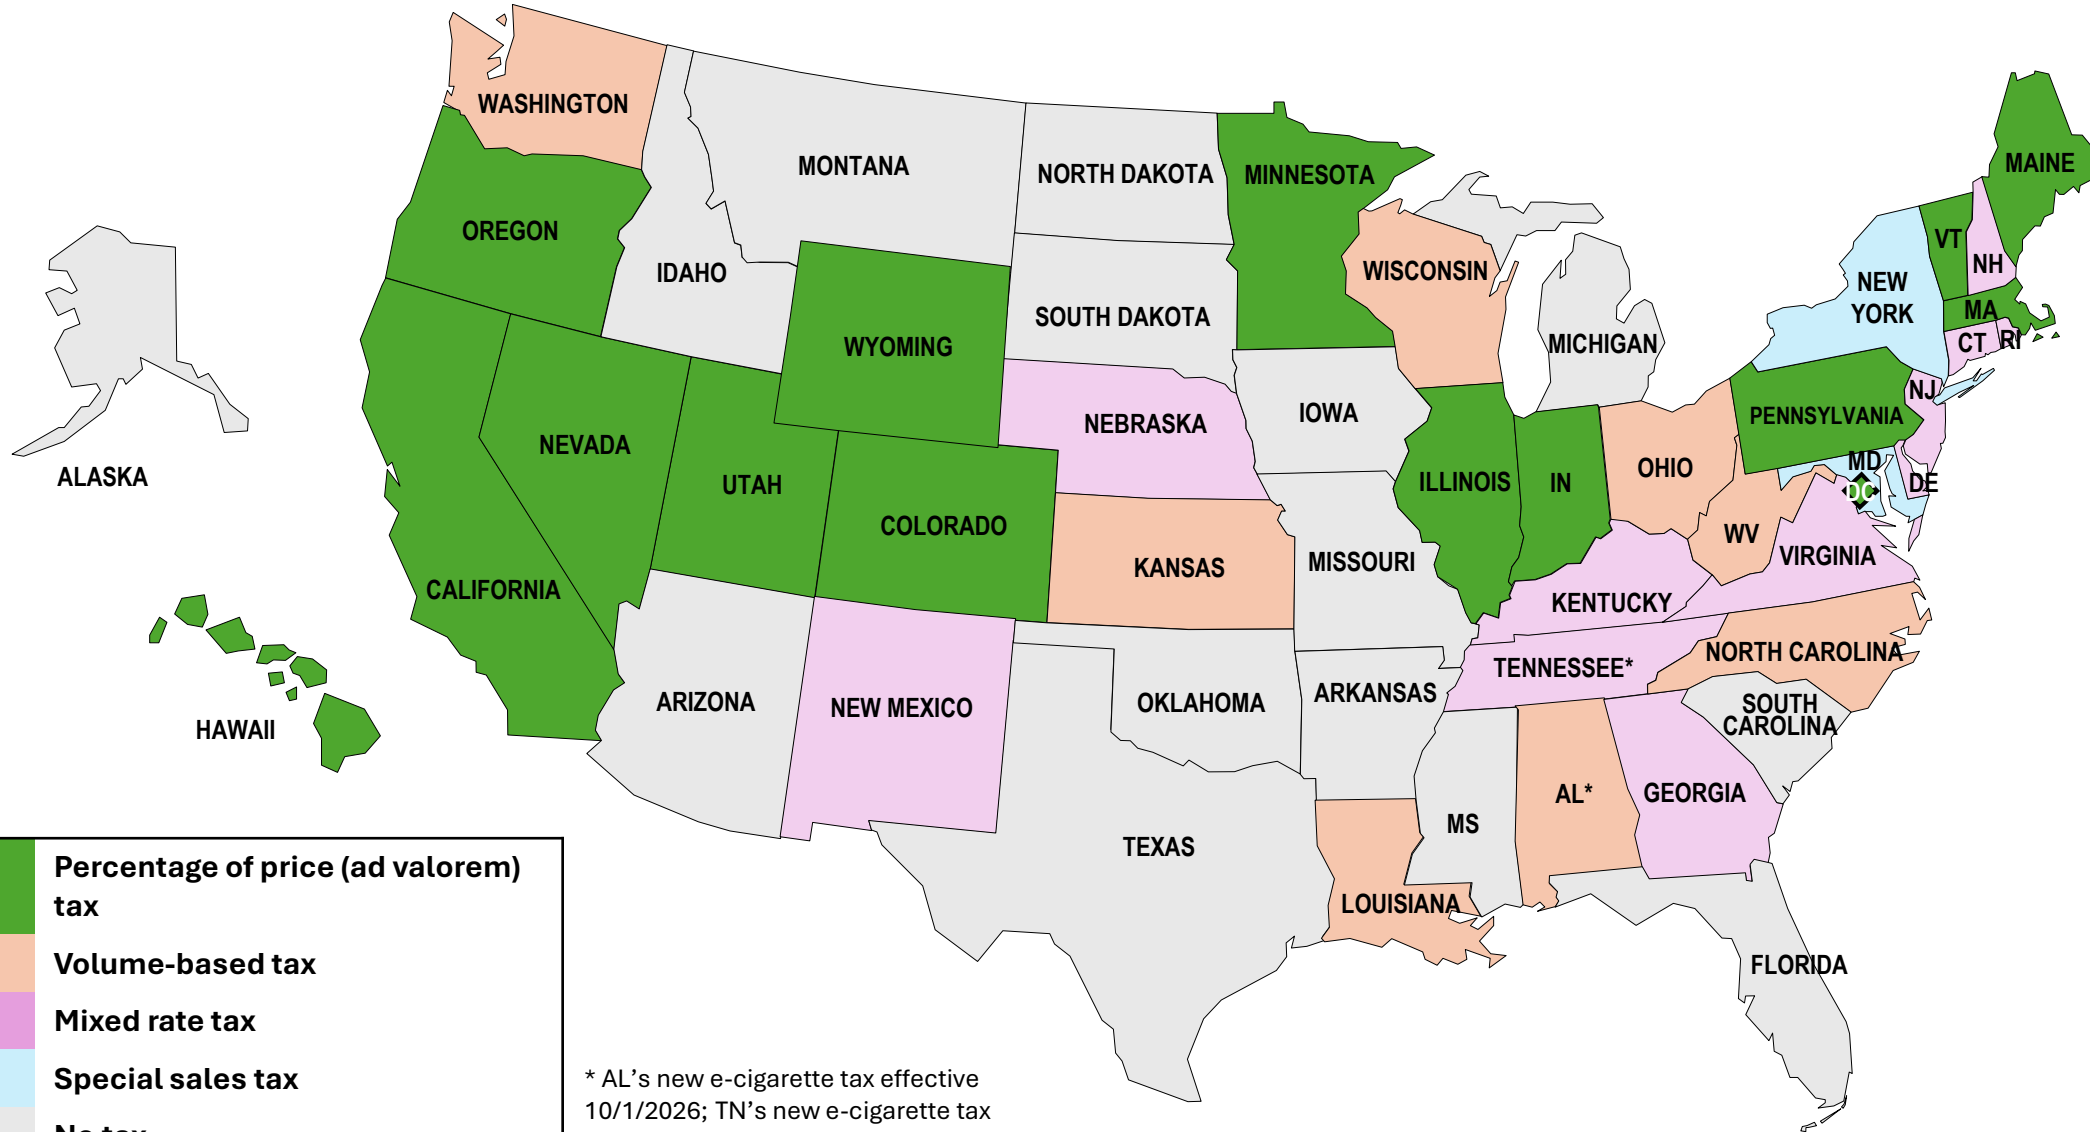 WASHINGTON
MONTANA
NORTH DAKOTA
MINNESOTA
MAINE
OREGON
IDAHO
WISCONSIN
VT
NH
NEW
YORK
MA
SOUTH DAKOTA
WYOMING
MICHIGAN
CT
RI
NJ
NEBRASKA
IOWA
PENNSYLVANIA
NEVADA
ALASKA
UTAH
ILLINOIS
IN
OHIO
MD
DE
DC
COLORADO
WV
KANSAS
MISSOURI
VIRGINIA
CALIFORNIA
KENTUCKY
NORTH CAROLINA
TENNESSEE*
ARIZONA
NEW MEXICO
OKLAHOMA
ARKANSAS
SOUTH
CAROLINA
HAWAII
AL*
GEORGIA
MS
TEXAS
LOUISIANA
FLORIDA
Percentage of price (ad valorem)
tax
Volume-based tax
Mixed rate tax
Special sales tax
No tax
* AL’s new e-cigarette tax effective
10/1/2026; TN’s new e-cigarette tax